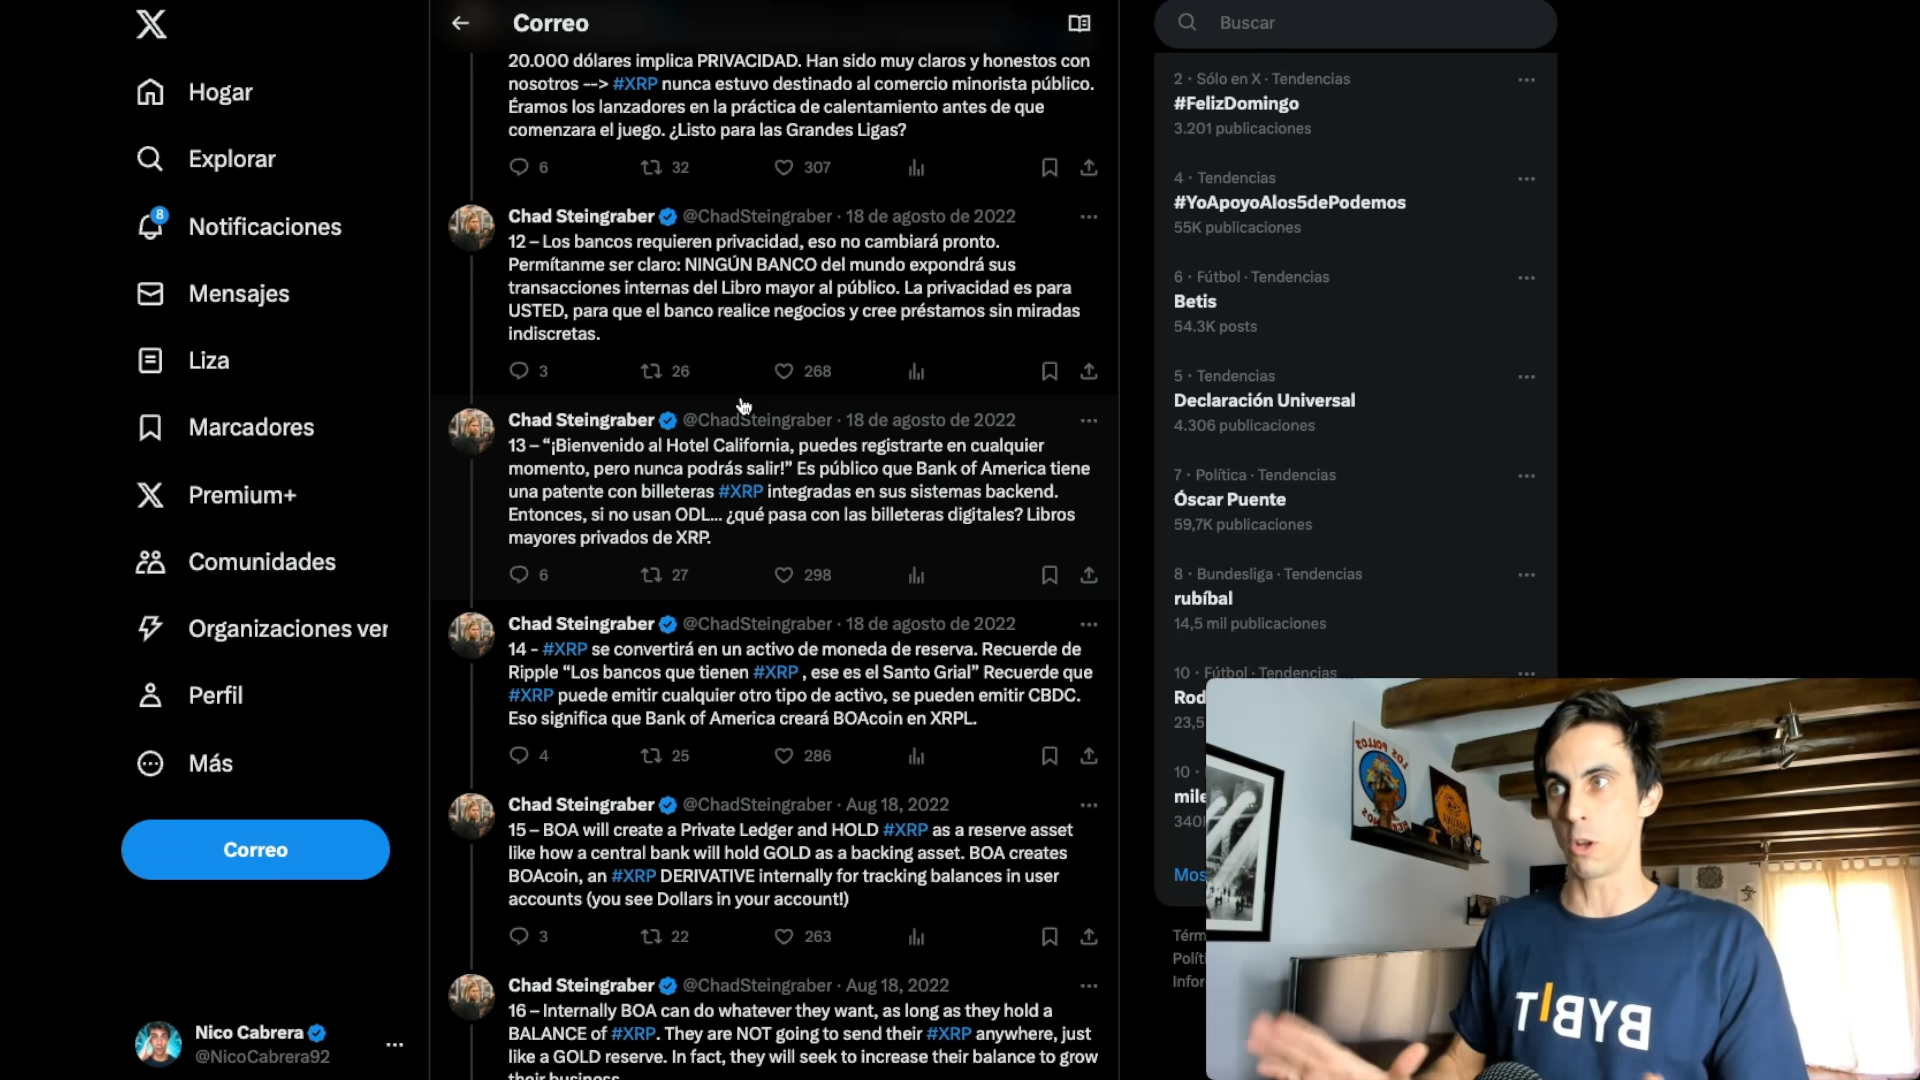 Hogar
Explorar
8
Notificaciones
Mensajes
Liza
Marcadores
Premium+
Comunidades
Organizaciones ver
Perfil
Más
Correo
Nico Cabrera
@NicoCabrera92
Correo
20.000 dólares implica PRIVACIDAD. Han sido muy claros y honestos con
nosotros --> #XRP nunca estuvo destinado al comercio minorista público.
Éramos los lanzadores en la práctica de calentamiento antes de que
comenzara el juego. ¿Listo para las Grandes Ligas?
6 32 307
Chad Steingraber @ChadSteingraber · 18 de agosto de 2022
12 – Los bancos requieren privacidad, eso no cambiará pronto.
Permítanme ser claro: NINGÚN BANCO del mundo expondrá sus
transacciones internas del Libro mayor al público. La privacidad es para
USTED, para que el banco realice negocios y cree préstamos sin miradas
indiscretas.
3 26 268
Chad Steingraber @ChadSteingraber · 18 de agosto de 2022
13 – “¡Bienvenido al Hotel California, puedes registrarte en cualquier
momento, pero nunca podrás salir!” Es público que Bank of America tiene
una patente con billeteras #XRP integradas en sus sistemas backend.
Entonces, si no usan ODL... ¿qué pasa con las billeteras digitales? Libros
mayores privados de XRP.
6 27 298
Chad Steingraber @ChadSteingraber · 18 de agosto de 2022
14 - #XRP se convertirá en un activo de moneda de reserva. Recuerde de
Ripple “Los bancos que tienen #XRP , ese es el Santo Grial” Recuerde que
#XRP puede emitir cualquier otro tipo de activo, se pueden emitir CBDC.
Eso significa que Bank of America creará BOAcoin en XRPL.
4 25 286
Chad Steingraber @ChadSteingraber · Aug 18, 2022
15 – BOA will create a Private Ledger and HOLD #XRP as a reserve asset
like how a central bank will hold GOLD as a backing asset. BOA creates
BOAcoin, an #XRP DERIVATIVE internally for tracking balances in user
accounts (you see Dollars in your account!)
3 22 263
Chad Steingraber @ChadSteingraber · Aug 18, 2022
16 – Internally BOA can do whatever they want, as long as they hold a
BALANCE of #XRP. They are NOT going to send their #XRP anywhere, just
like a GOLD reserve. In fact, they will seek to increase their balance to grow
their business
Buscar
2 · Sólo en X · Tendencias
#FelizDomingo
3.201 publicaciones
4 · Tendencias
#YoApoyoAlos5dePodemos
55K publicaciones
6 · Fútbol · Tendencias
Betis
54.3K posts
5 · Tendencias
Declaración Universal
4.306 publicaciones
7 · Política · Tendencias
Óscar Puente
59,7K publicaciones
8 · Bundesliga · Tendencias
rubíbal
14,5 mil publicaciones
10 · Fútbol · Tendencias
Rod
23,5
10 ·
mile
340
Mos
Térm
Polít
Infor
LOS POLLOS
HERMANOS
BYBIT